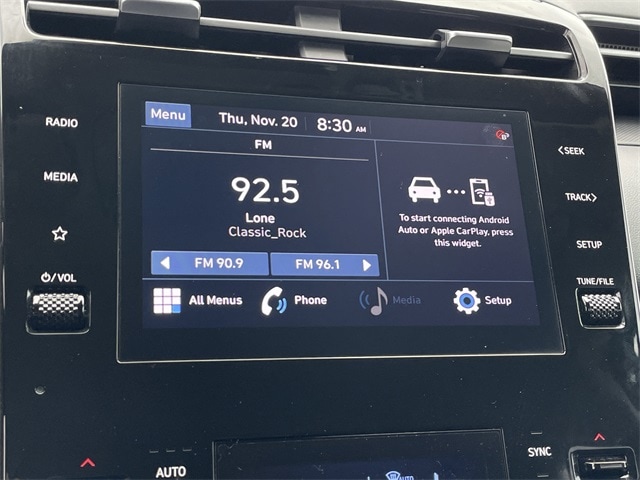 Menu Thu, Nov. 20 8:30 AM
RADIO
MEDIA
VOL
FM
92.5
Lone
Classic_Rock
FM 90.9 FM 96.1
To start connecting Android
Auto or Apple CarPlay, press
this widget.
All Menus Phone Media Setup
<SEEK
TRACK>
SETUP
TUNE/FILE
AUTO
AUTO
SYNC